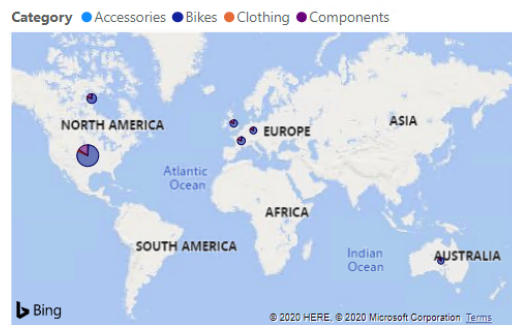 Category Accessories Bikes Clothing Components
NORTH AMERICA
EUROPE
ASIA
Atlantic
Ocean
AFRICA
SOUTH AMERICA
Indian
Ocean
AUSTRALIA
Bing
© 2020 HERE, © 2020 Microsoft Corporation Terms